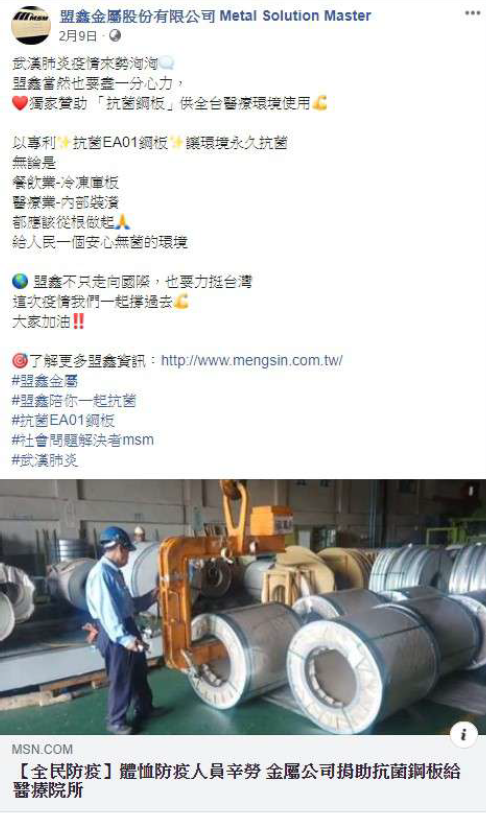 MSM
盟鑫金屬股份有限公司 Metal Solution Master
2月9日
武漢肺炎疫情來勢洶洶🗨️
盟鑫當然也要盡一分心力，
❤️獨家贊助「抗菌鋼板」供全台醫療環境使用💪
以專利✨抗菌EA01鋼板✨讓環境永久抗菌
無論是
餐飲業-冷凍庫板
醫療業-內部裝潢
都應該從根做起🙏
給人民一個安心無菌的環境
🌏 盟鑫不只走向國際，也要力挺台灣
這次疫情我們一起撐過去💪
大家加油‼️
🎯了解更多盟鑫資訊：http://www.mengsin.com.tw/
#盟鑫金屬
#盟鑫陪你一起抗菌
#抗菌EA01鋼板
#社會問題解決者msm
#武漢肺炎
MSN.COM
【全民防疫】體恤防疫人員辛勞 金屬公司捐助抗菌鋼板給
醫療院所